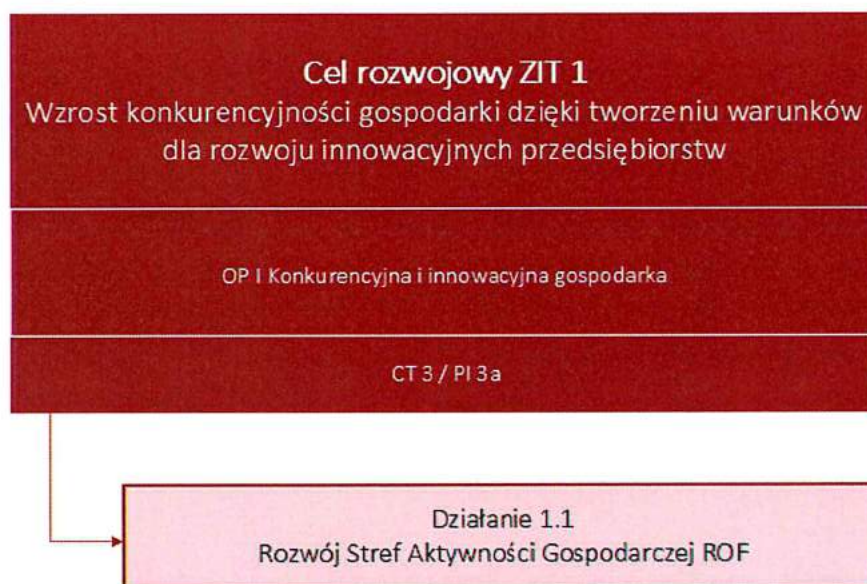 Cel rozwojowy ZIT 1
Wzrost konkurencyjności gospodarki dzięki tworzeniu warunków
dla rozwoju innowacyjnych przedsiębiorstw
OP I Konkurencyjna i innowacyjna gospodarka
CT 3 / PI 3a
Działanie 1.1
Rozwój Stref Aktywności Gospodarczej ROF